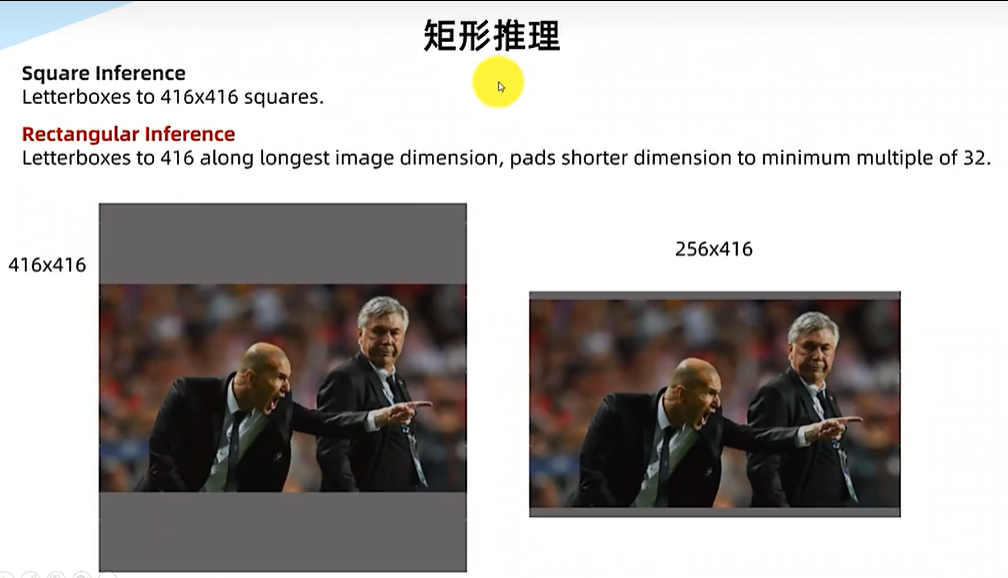 矩形推理
Square Inference
Letterboxes to 416x416 squares.
Rectangular Inference
Letterboxes to 416 along longest image dimension, pads shorter dimension to minimum multiple of 32.
416x416
256x416